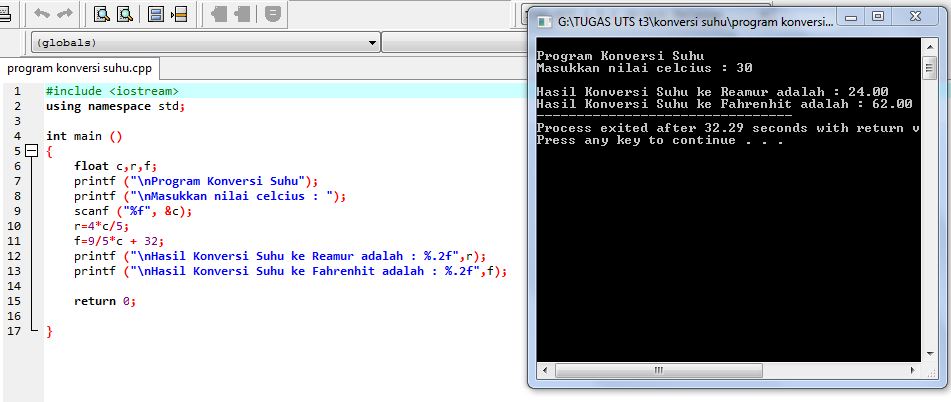 (globals)
program konversi suhu.cpp
1 #include <iostream>
2 using namespace std;
3
4 int main ()
5 {
6 float c,r,f;
7 printf ("\nProgram Konversi Suhu");
8 printf ("\nMasukkan nilai celcius : ");
9 scanf ("%f", &c);
10 r=4*c/5;
11 f=9/5*c + 32;
12 printf ("\nHasil Konversi Suhu ke Reamur adalah : %.2f",r);
13 printf ("\nHasil Konversi Suhu ke Fahrenhit adalah : %.2f",f);
14
15 return 0;
16
17 }
G:\TUGAS UTS t3\konversi suhu\program konversi...
Program Konversi Suhu
Masukkan nilai celcius : 30
Hasil Konversi Suhu ke Reamur adalah : 24.00
Hasil Konversi Suhu ke Fahrenhit adalah : 62.00
--------------------------------
Process exited after 32.29 seconds with return v
Press any key to continue . . .